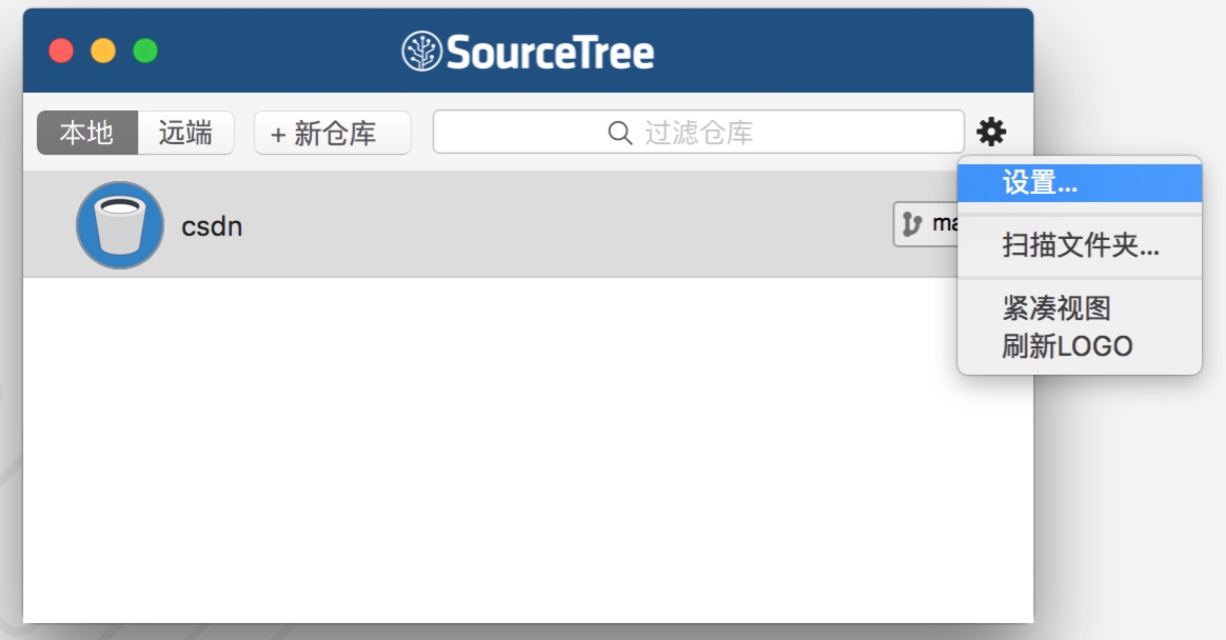 SourceTree
本地 远端 + 新仓库 过滤仓库
设置...
csdn
扫描文件夹...
紧凑视图
刷新LOGO